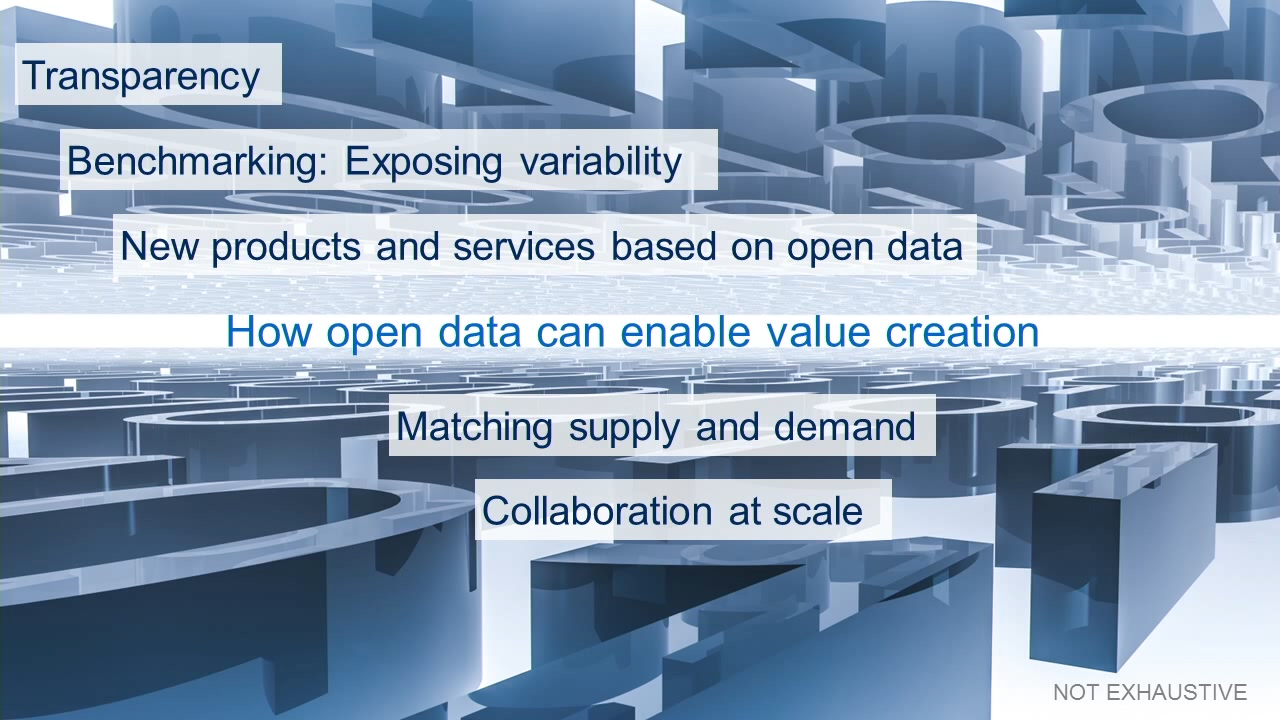 Transparency
Benchmarking: Exposing variability
New products and services based on open data
How open data can enable value creation
Matching supply and demand
Collaboration at scale
NOT EXHAUSTIVE